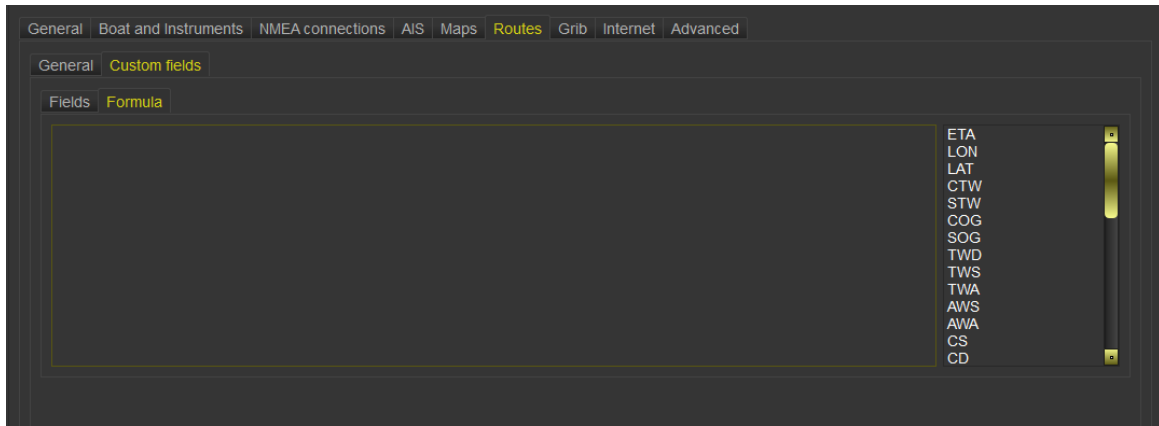 General Boat and Instruments NMEA connections AIS Maps Routes Grib Internet Advanced
General Custom fields
Fields Formula
ETA
LON
LAT
CTW
STW
COG
SOG
TWD
TWS
TWA
AWS
AWA
CS
CD